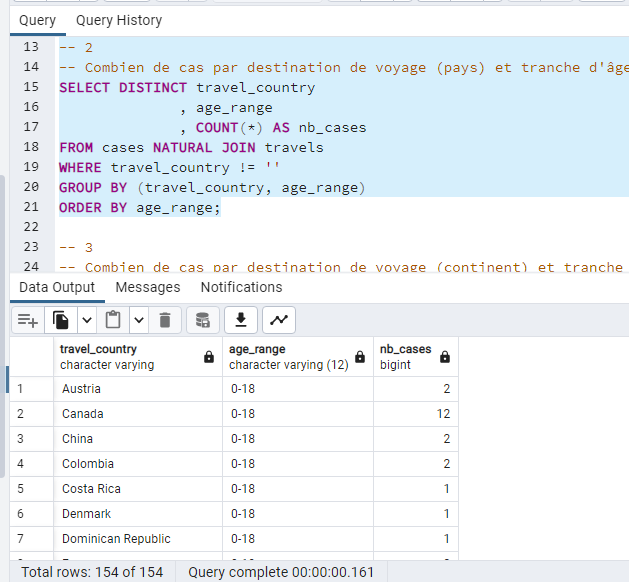 Query Query History
13 -- 2
14 -- Combien de cas par destination de voyage (pays) et tranche d'âge
15 SELECT DISTINCT travel_country
16 , age_range
17 , COUNT(*) AS nb_cases
18 FROM cases NATURAL JOIN travels
19 WHERE travel_country != ''
20 GROUP BY (travel_country, age_range)
21 ORDER BY age_range;
22
23 -- 3
24 -- Combien de cas par destination de voyage (continent) et tranche
Data Output Messages Notifications
travel_country age_range nb_cases
character varying character varying (12) bigint
1 Austria 0-18 2
2 Canada 0-18 12
3 China 0-18 2
4 Colombia 0-18 2
5 Costa Rica 0-18 1
6 Denmark 0-18 1
7 Dominican Republic 0-18 1
Total rows: 154 of 154 Query complete 00:00:00.161